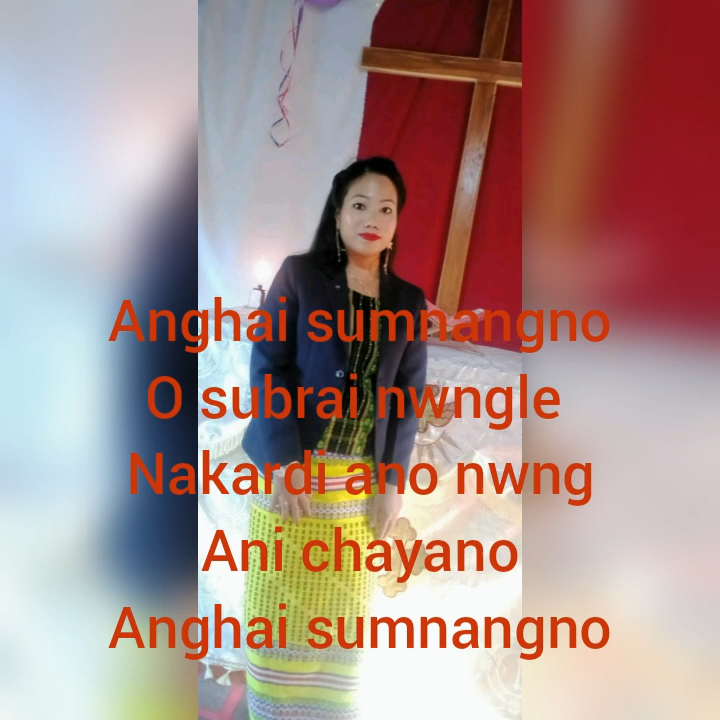 Anghai sumnangno
O subrai nwngle
Nakardi ano nwng
Ani chayano
Anghai sumnangno